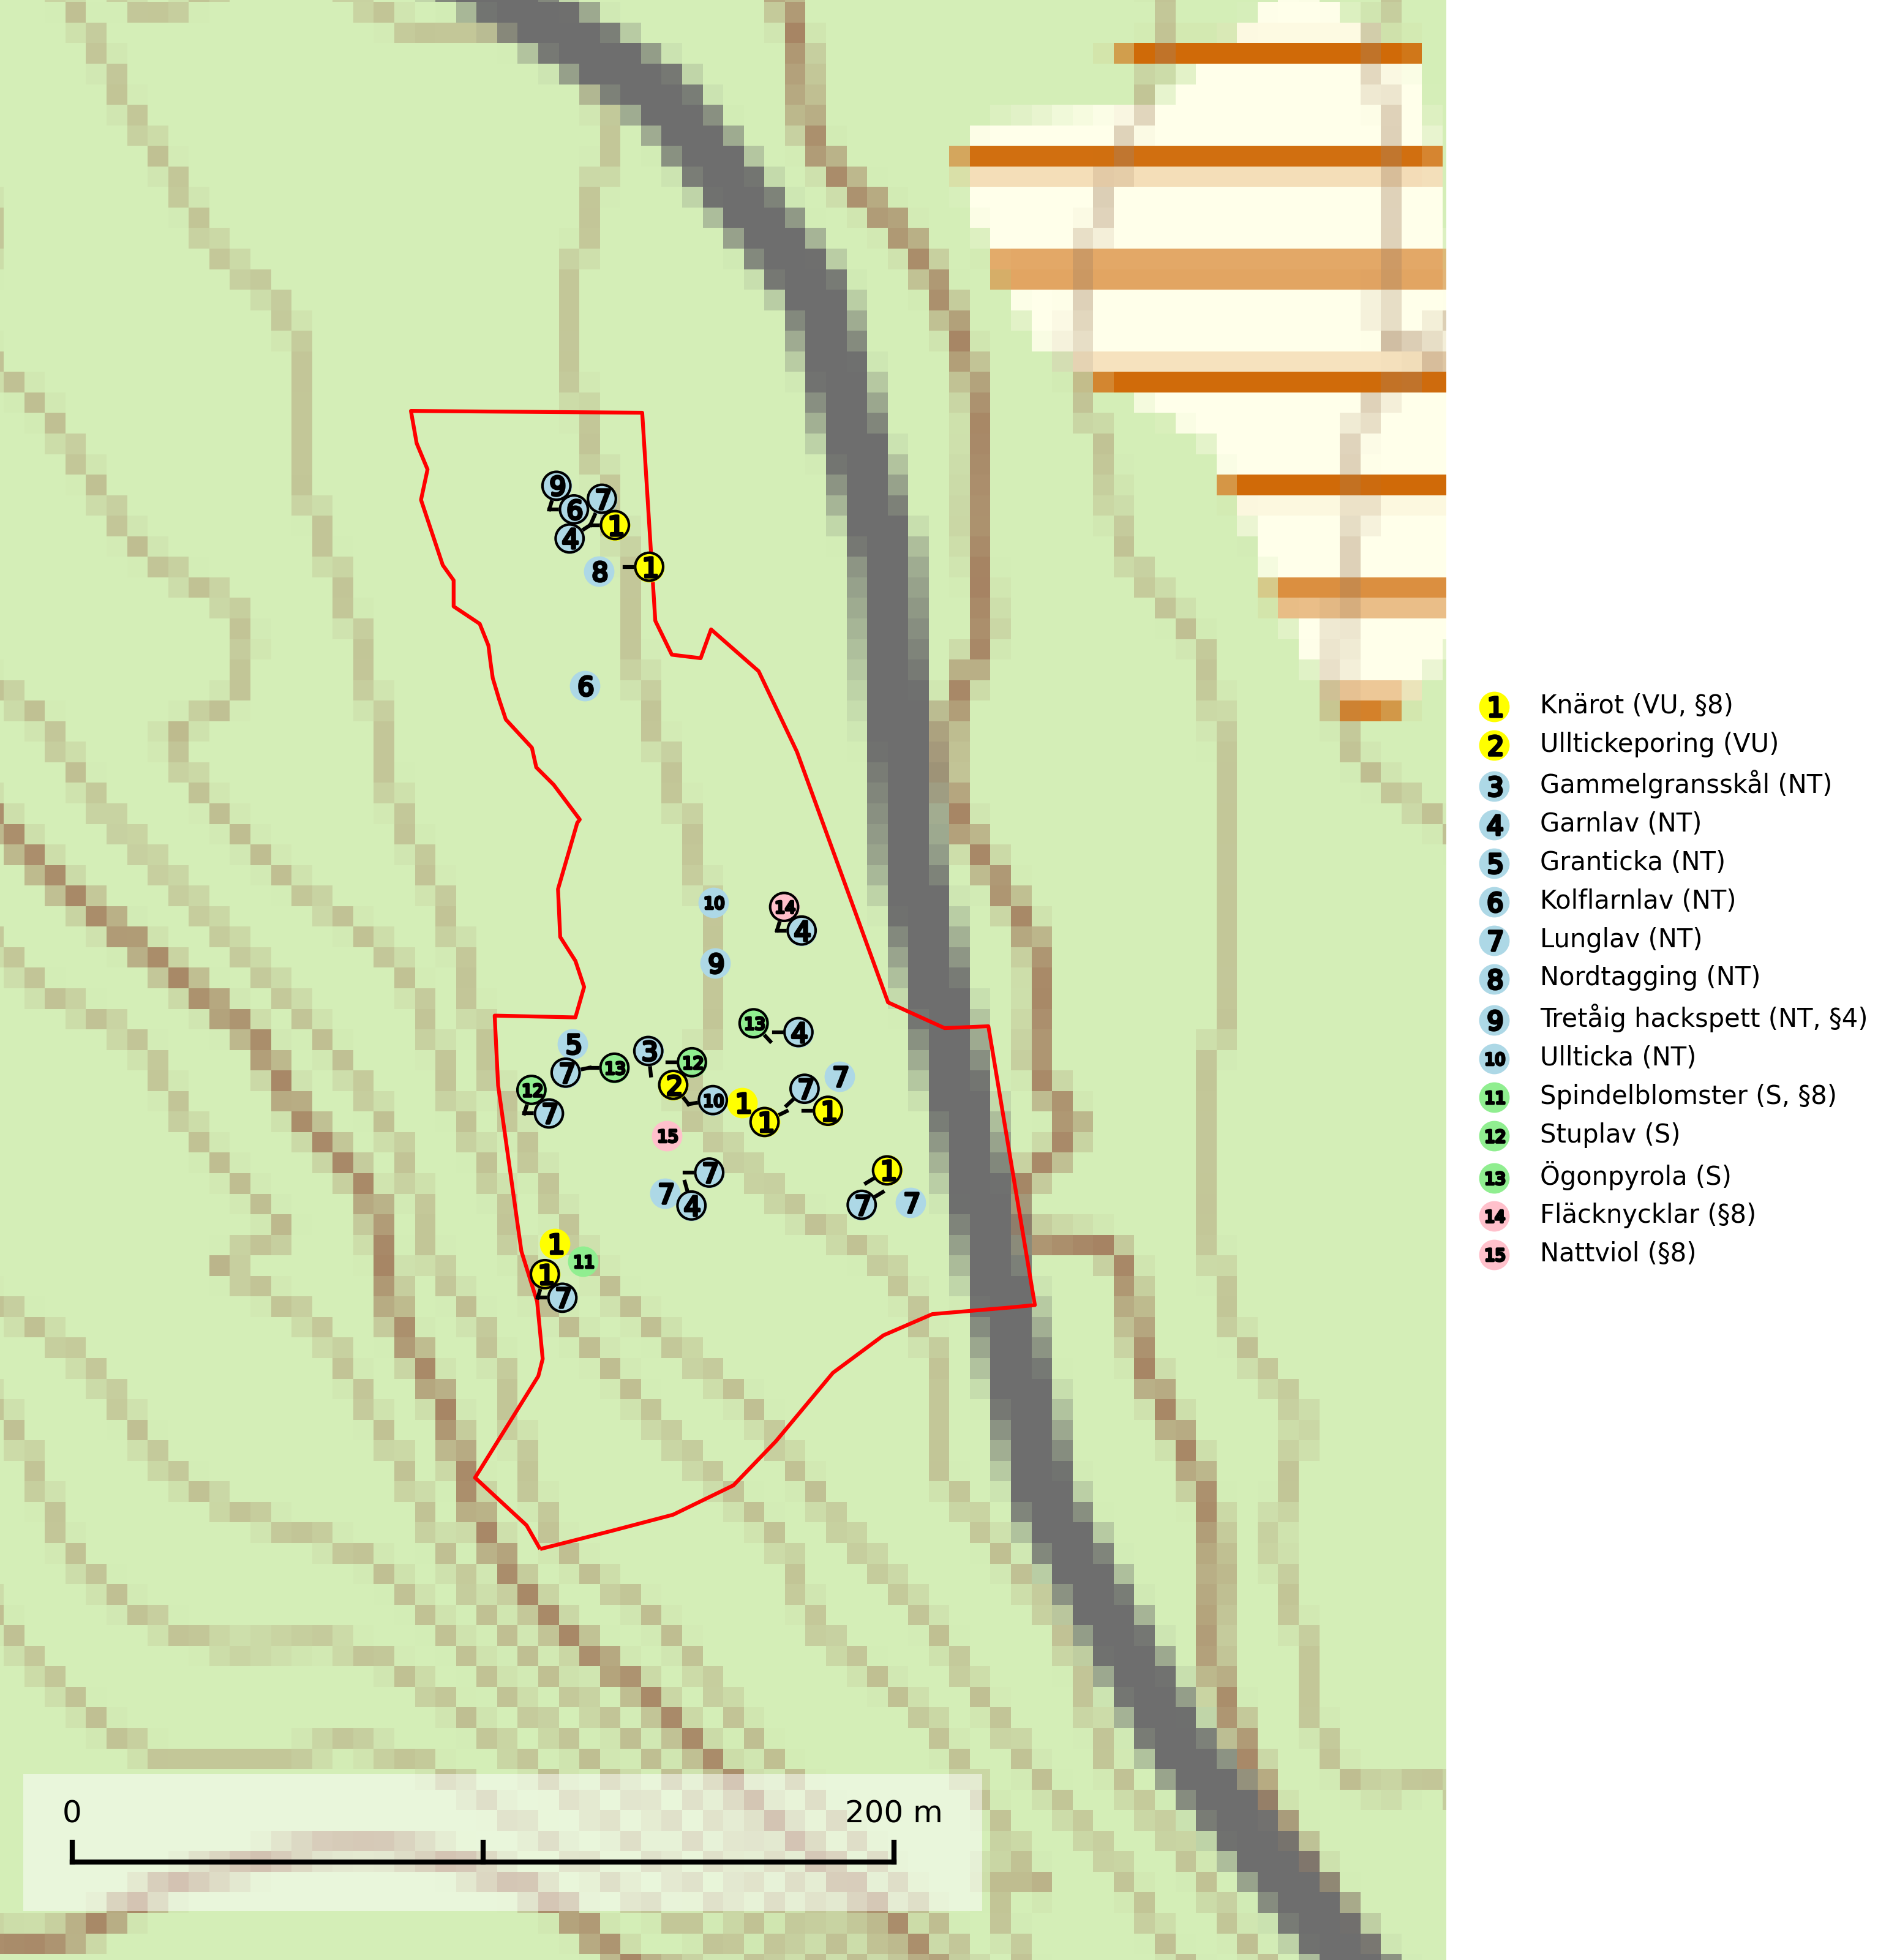 9
7
6
1
4
8
1
6
10
14
4
9
13
4
5
3
12
7
13
7
2
7
12
10
1
1
7
1
15
7
1
7
4
7
7
1
11
1
7
0 200 m
1 Knärot (VU, §8)
2 Ulltickeporing (VU)
3 Gammelgransskål (NT)
4 Garnlav (NT)
5 Granticka (NT)
6 Kolflarnlav (NT)
7 Lunglav (NT)
8 Nordtagging (NT)
9 Tretåig hackspett (NT, §4)
10 Ullticka (NT)
11 Spindelblomster (S, §8)
12 Stuplav (S)
13 Ögonpyrola (S)
14 Fläcknycklar (§8)
15 Nattviol (§8)